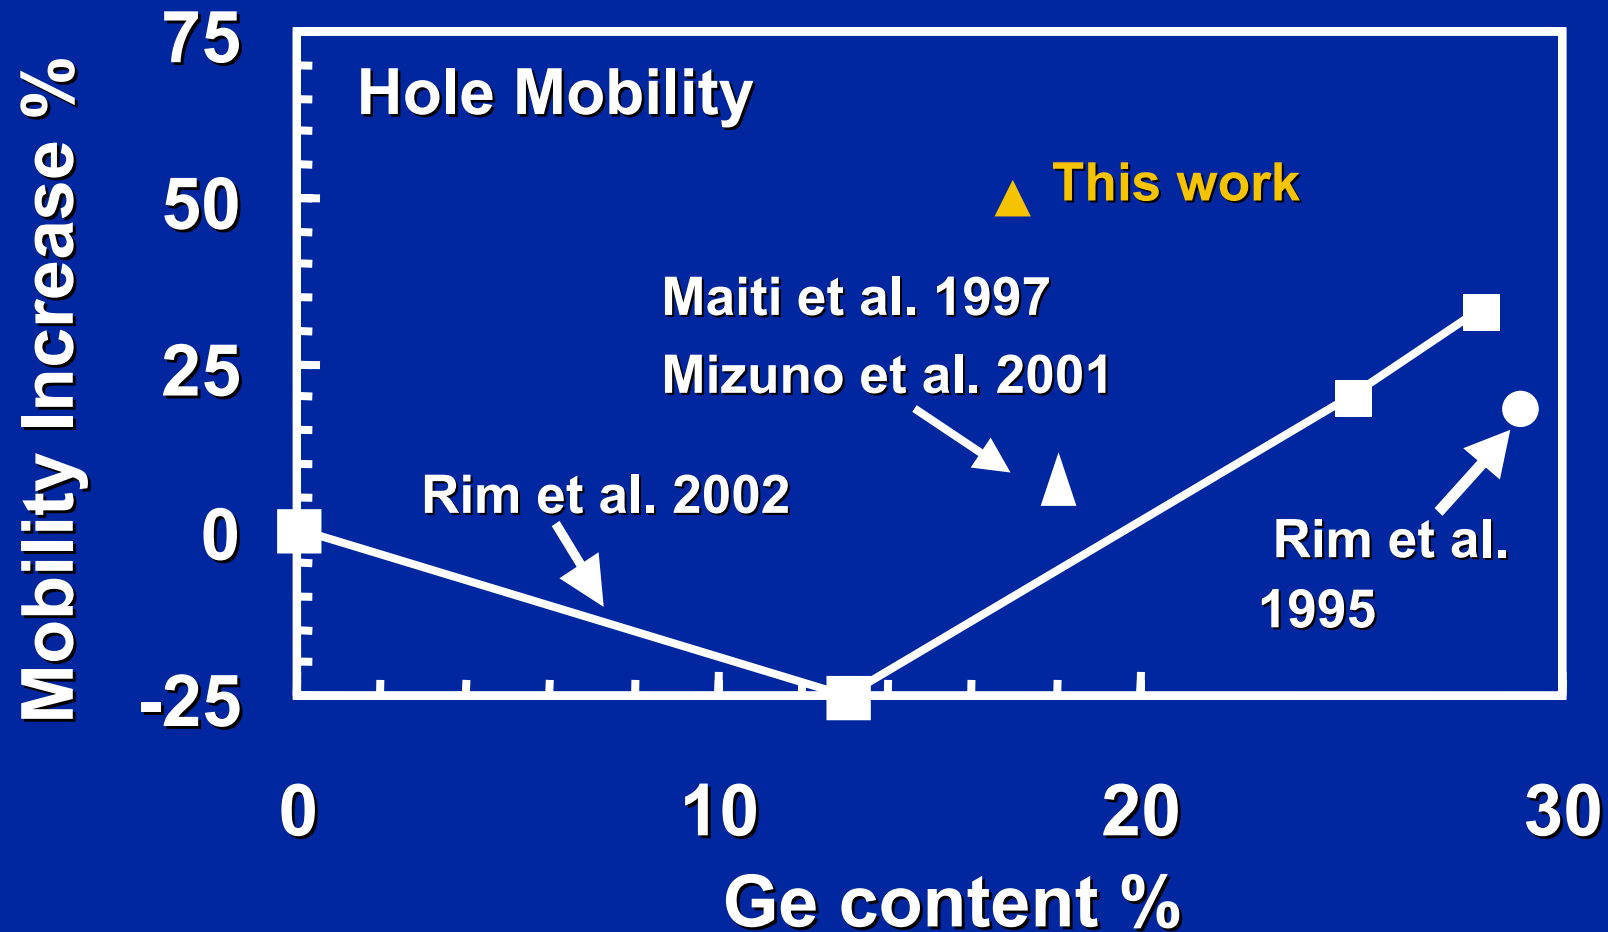 75
Hole Mobility
This work
50
Maiti et al. 1997
25
Mizuno et al. 2001
Rim et al. 2002
0
Rim et al.
1995
-25
Mobility Increase %
0 10 20 30
Ge content %